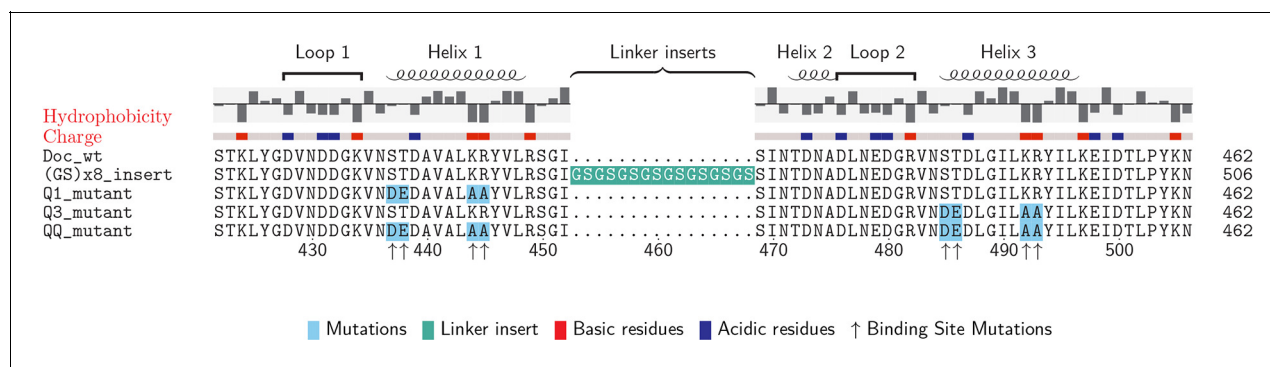 Loop 1 Helix 1 Linker inserts Helix 2 Loop 2 Helix 3
Hydrophobicity
Charge
Doc_wt STKLYGDVNDDGKVNSTDAVALKRYVLRSGI................SINTDNADLNEDGRVNSTDLGILKRYILKEIDTLPYKN 462
(GS)x8_insert STKLYGDVNDDGKVNSTDAVALKRYVLRSGIGSGSGSGSGSGSGSGSSINTDNADLNEDGRVNSTDLGILKRYILKEIDTLPYKN 506
Q1_mutant STKLYGDVNDDGKVNDEDAVALAAYVLRSGI................SINTDNADLNEDGRVNSTDLGILKRYILKEIDTLPYKN 462
Q3_mutant STKLYGDVNDDGKVNSTDAVALKRYVLRSGI................SINTDNADLNEDGRVNDEDLGILAAYILKEIDTLPYKN 462
QQ_mutant STKLYGDVNDDGKVNDEDAVALAAYVLRSGI................SINTDNADLNEDGRVNDEDLGILAAYILKEIDTLPYKN 462
430 ↑↑ 440 ↑↑ 450 460 470 480 ↑↑ 490 ↑↑ 500
Mutations Linker insert Basic residues Acidic residues ↑ Binding Site Mutations